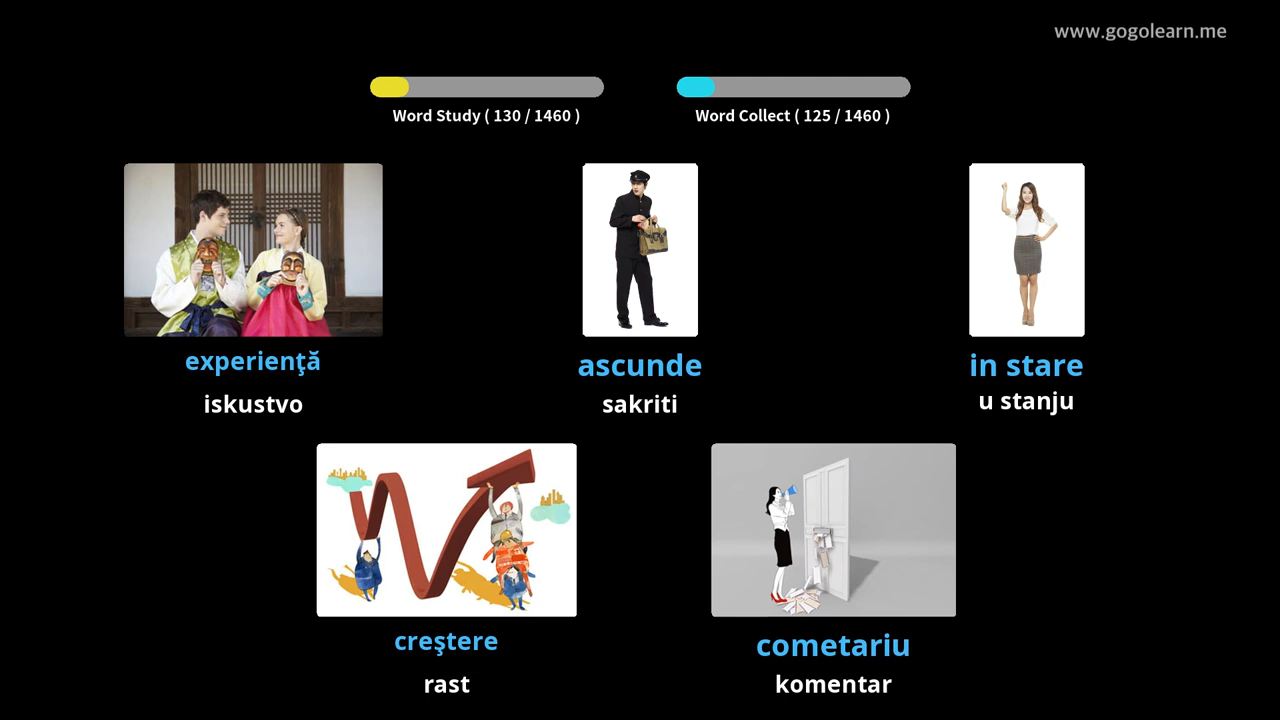 www.gogolearn.me
Word Study ( 130 / 1460 )
Word Collect ( 125 / 1460 )
experienţă
iskustvo
ascunde
sakriti
in stare
u stanju
creştere
rast
cometariu
komentar